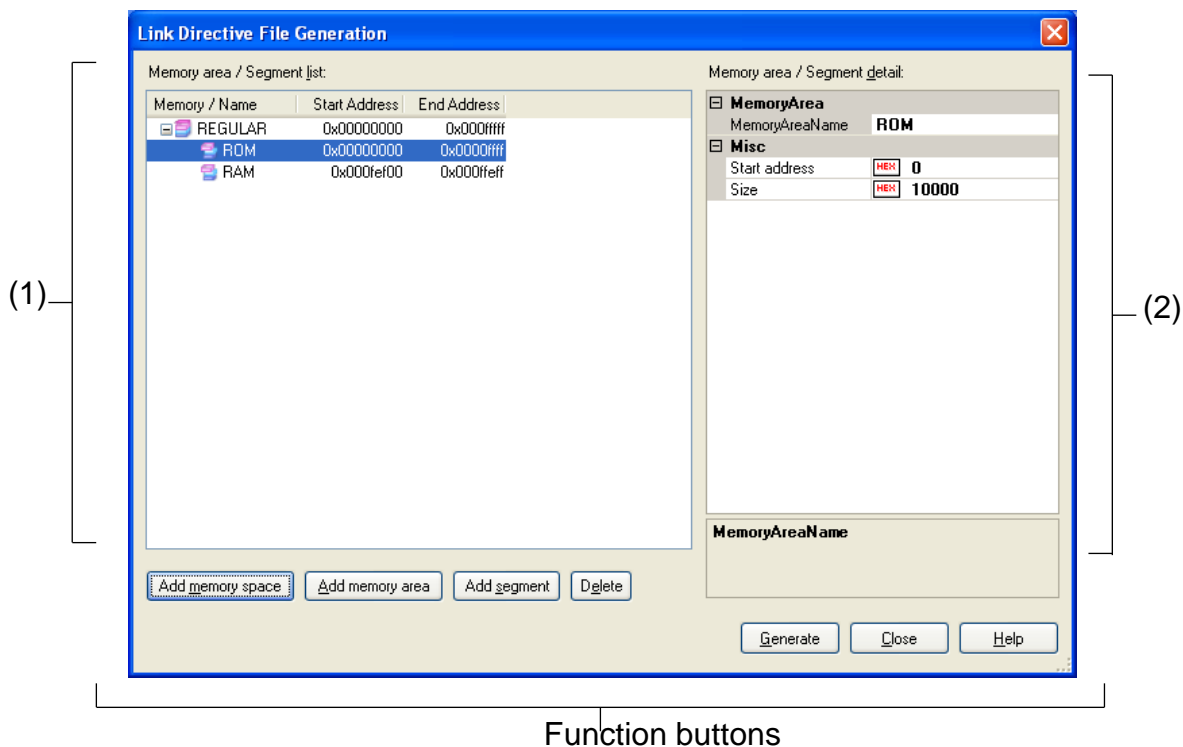 Link Directive File Generation
Memory area / Segment list:
Memory / Name Start Address End Address
REGULAR 0x00000000 0x000fffff
ROM 0x00000000 0x0000ffff
RAM 0x000fef00 0x000ffeff
Add memory space Add memory area Add segment Delete
Memory area / Segment detail:
MemoryArea
MemoryAreaName ROM
Misc
Start address HEX 0
Size HEX 10000
MemoryAreaName
Generate Close Help
(1)
(2)
Function buttons